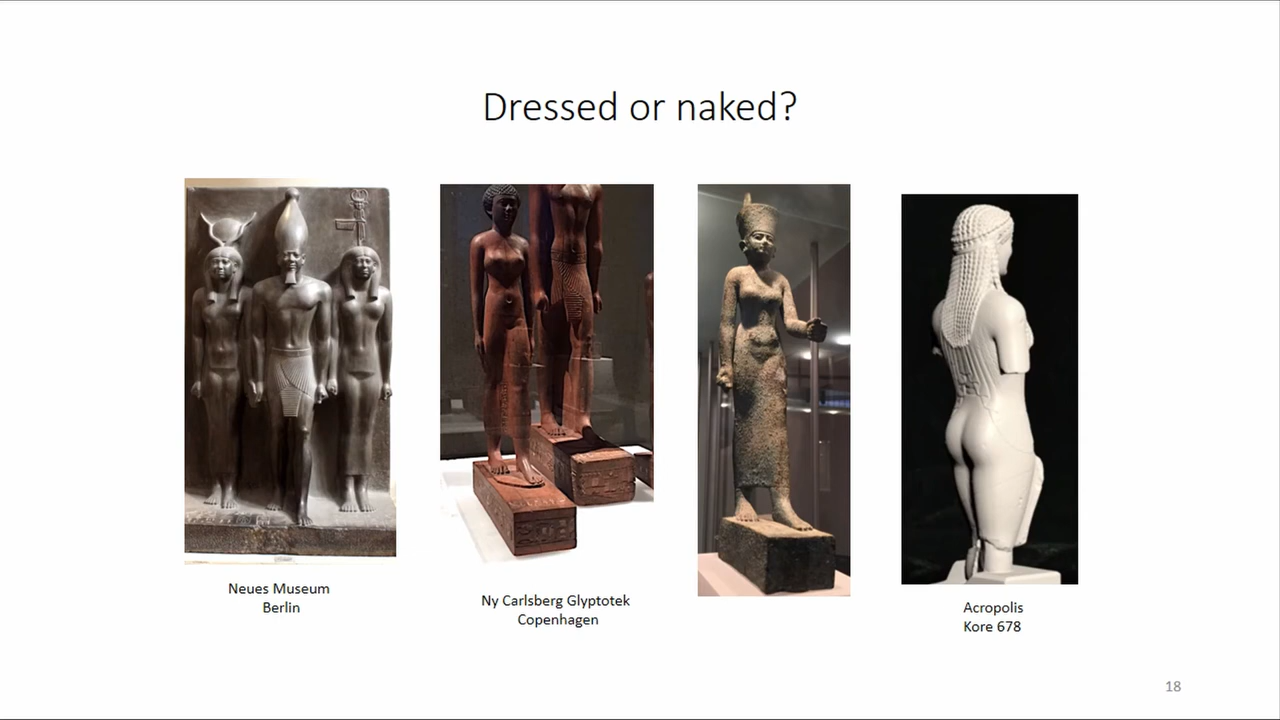 Dressed or naked?
Neues Museum
Berlin
Ny Carlsberg Glyptotek
Copenhagen
Acropolis
Kore 678
18